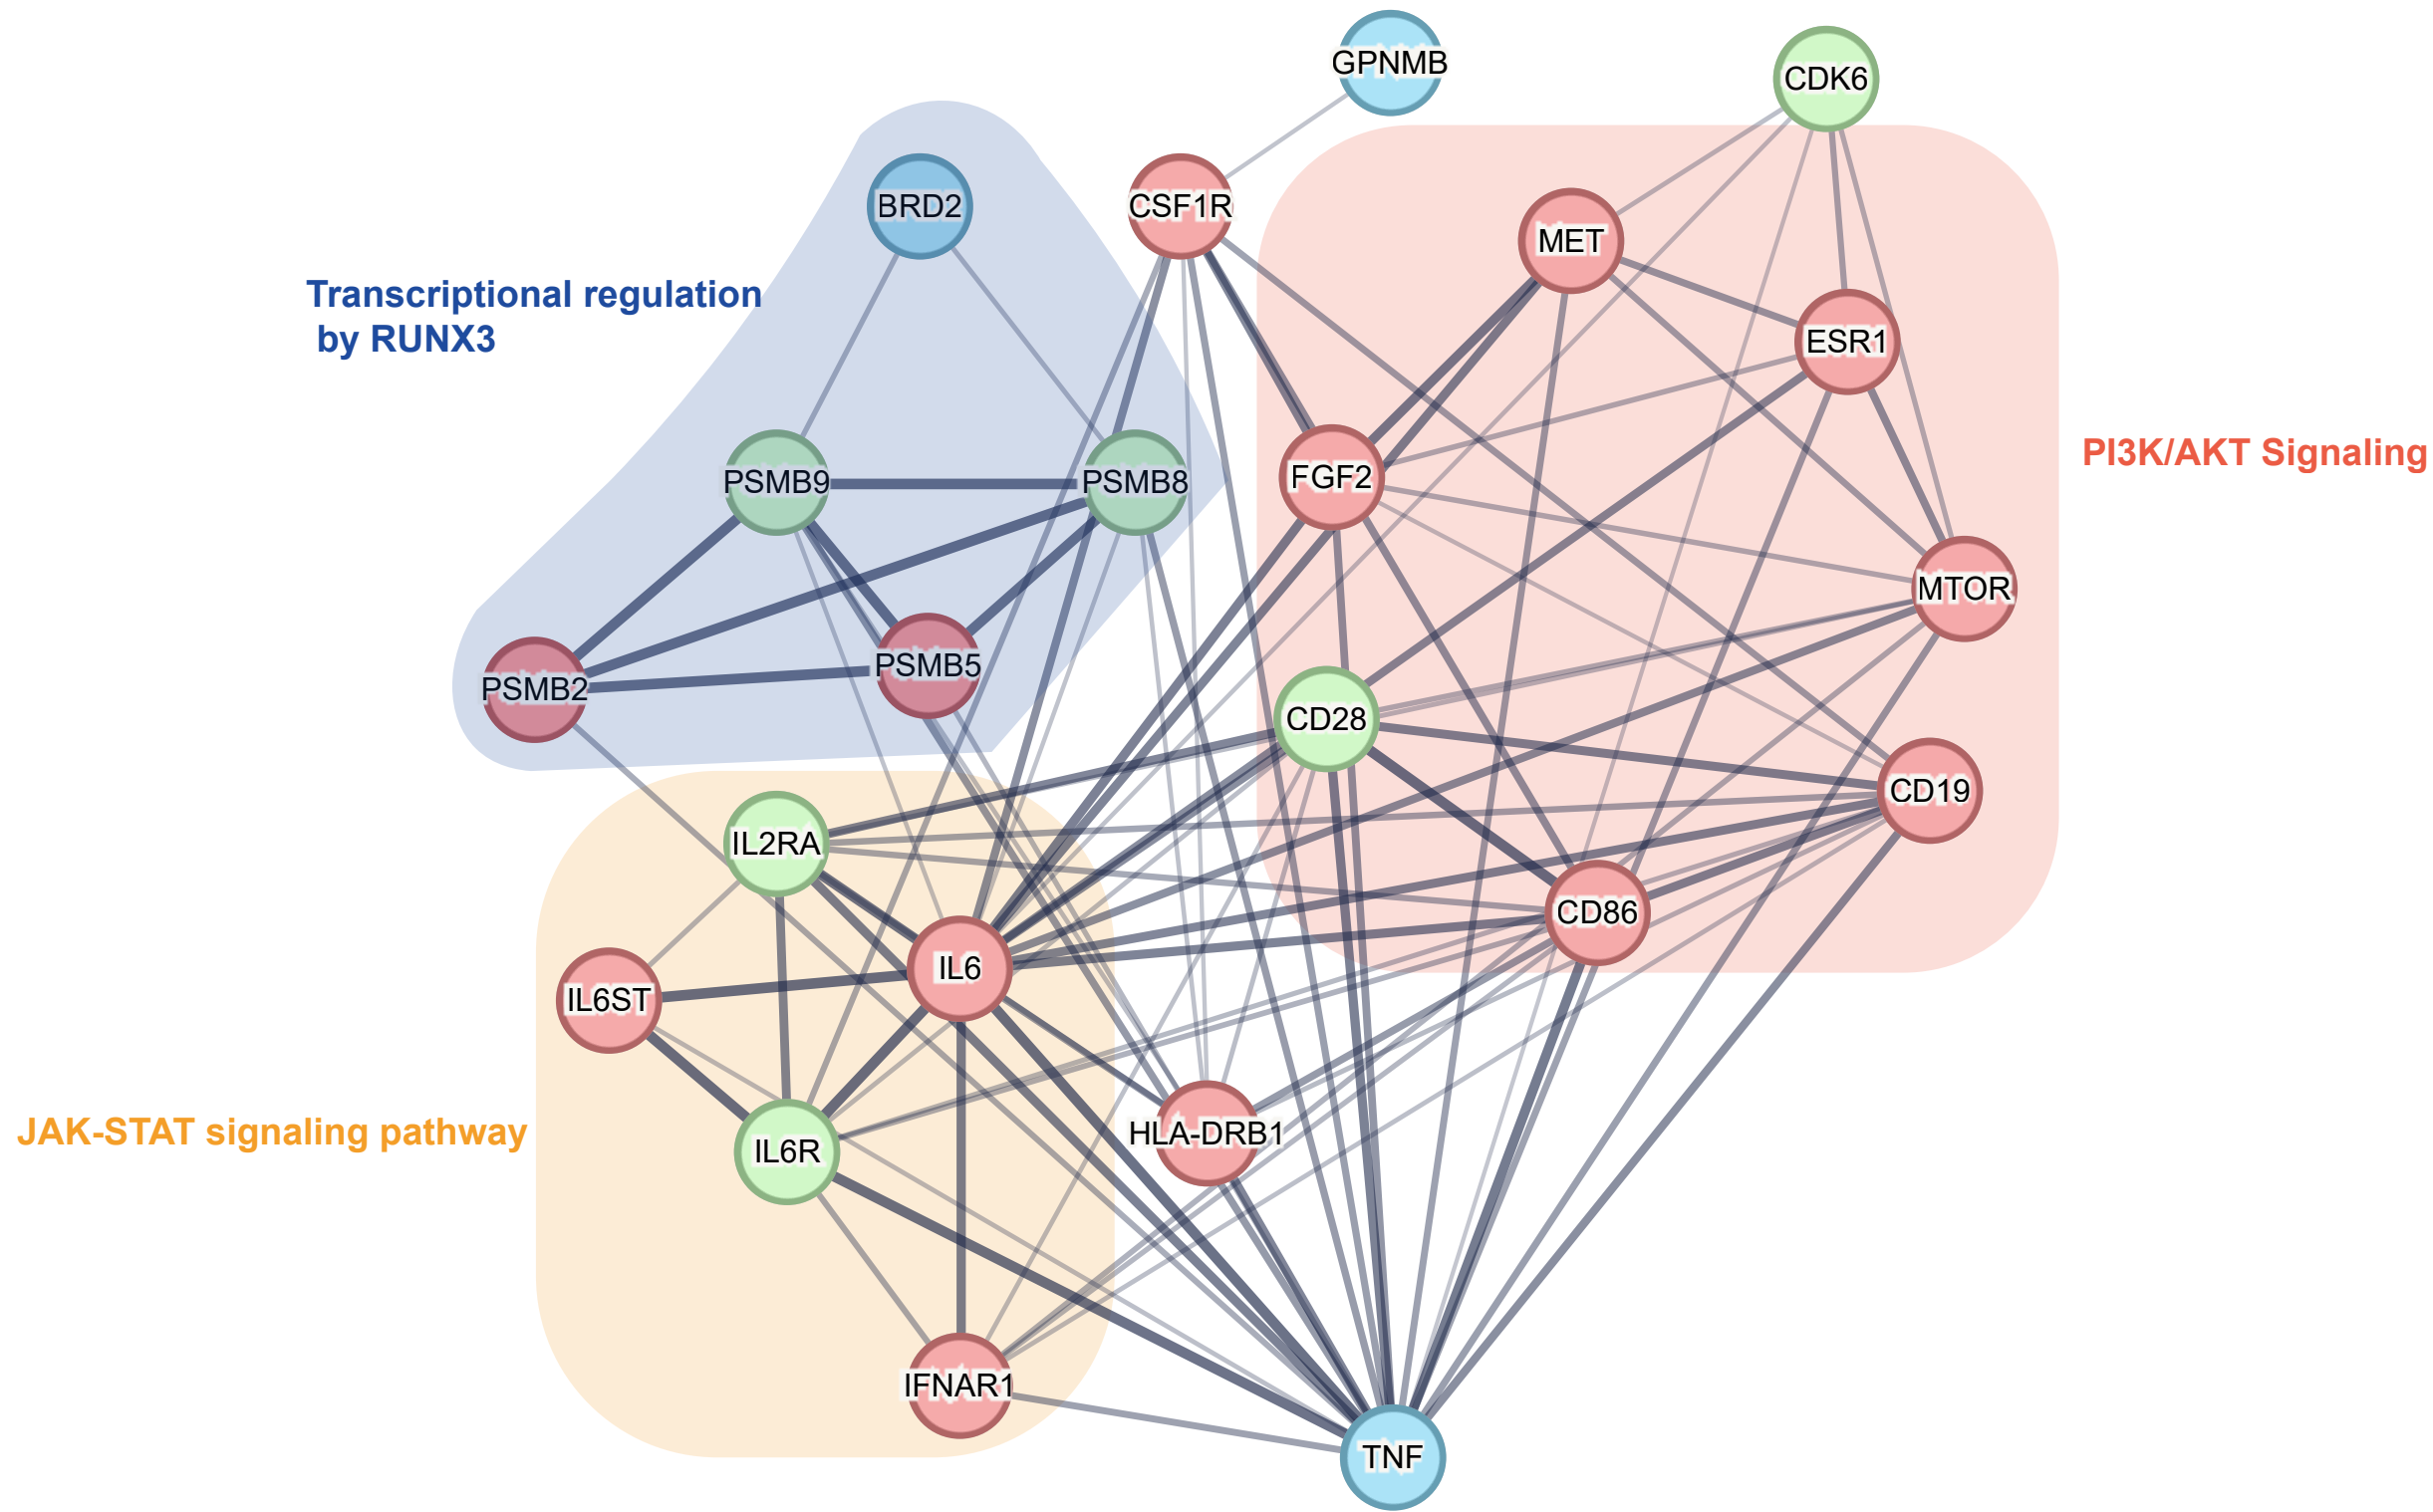 GPNMB
CDK6
BRD2
CSF1R
MET
Transcriptional regulation
by RUNX3
ESR1
PI3K/AKT Signaling
PSMB9
PSMB8
FGF2
MTOR
PSMB5
PSMB2
CD28
CD19
IL2RA
CD86
IL6
IL6ST
JAK-STAT signaling pathway
HLA-DRB1
IL6R
IFNAR1
TNF